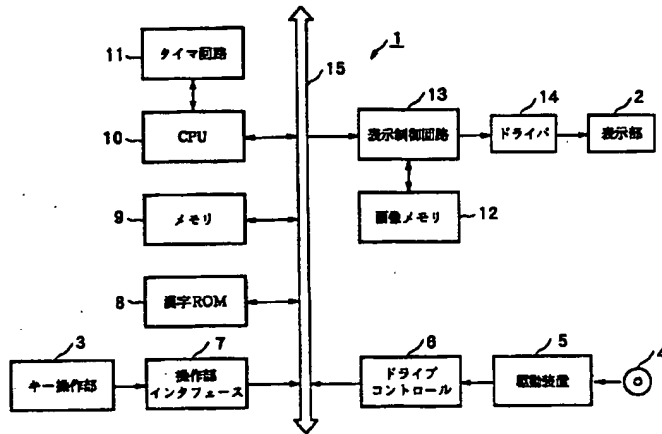 1
11
タイマ回路
15
13
14
2
10
CPU
表示制御回路
ドライバ
表示部
9
メモリ
画像メモリ
12
8
漢字ROM
3
7
6
5
4
キー操作部
操作部
インタフェース
ドライブ
コントロール
駆動装置